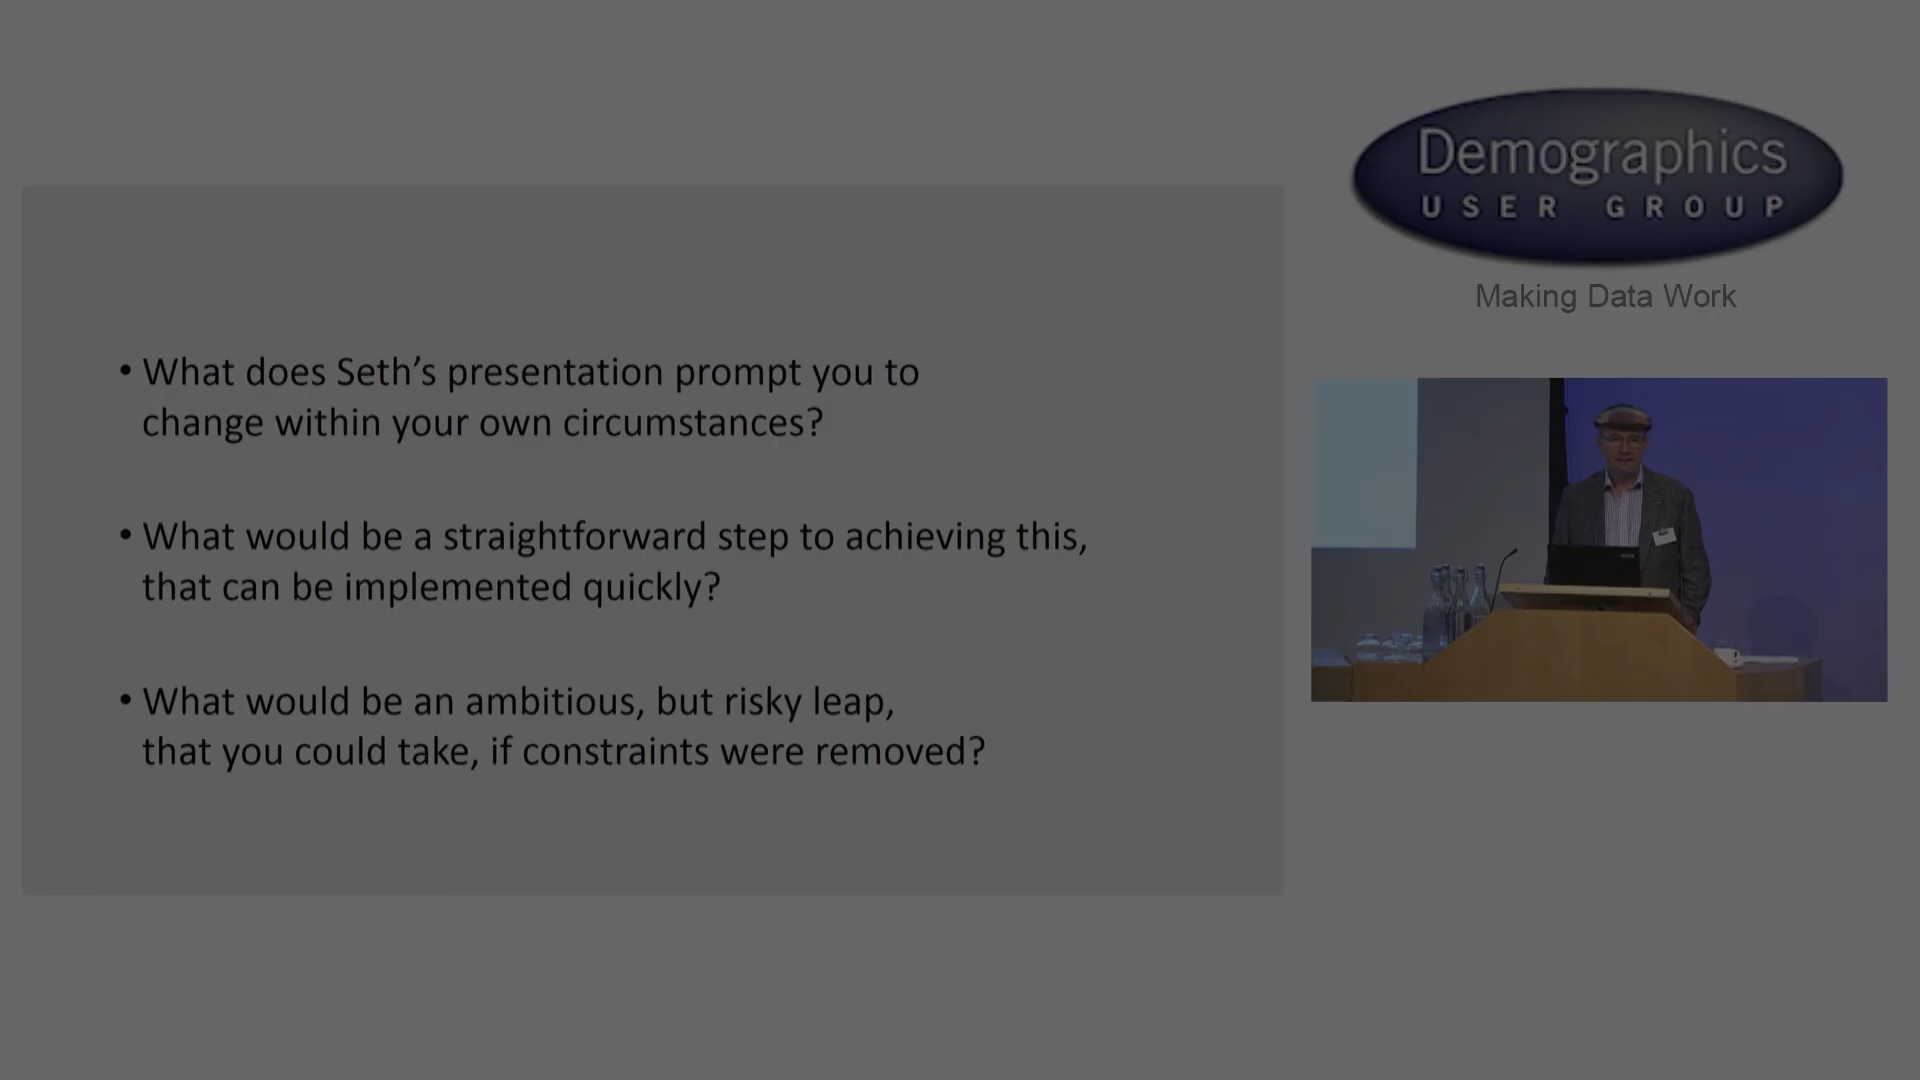 Demographics
USER GROUP
Making Data Work
• What does Seth's presentation prompt you to
change within your own circumstances?
• What would be a straightforward step to achieving this,
that can be implemented quickly?
• What would be an ambitious, but risky leap,
that you could take, if constraints were removed?